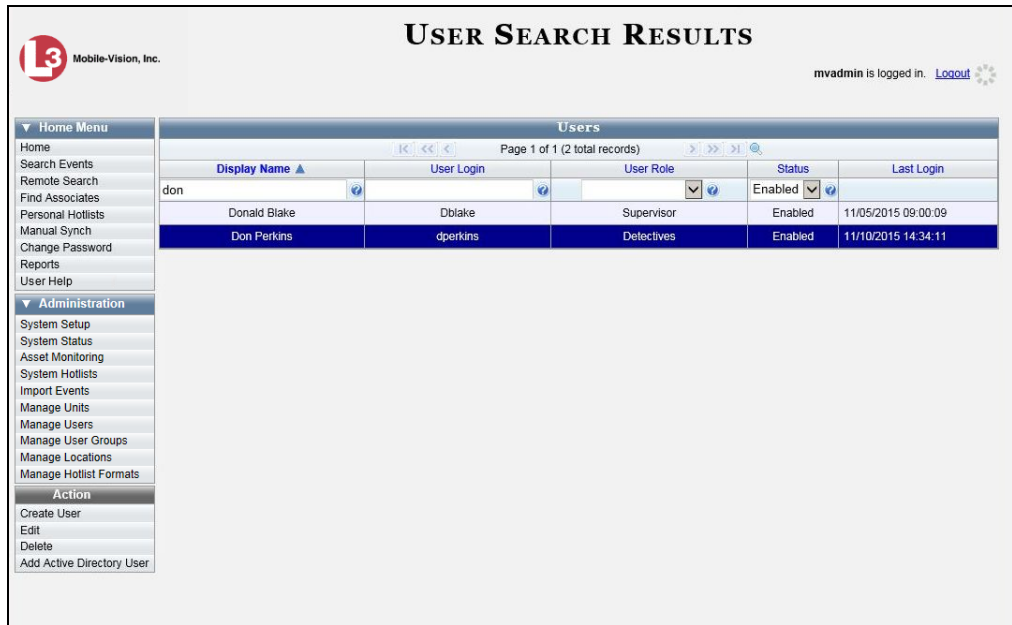 USER SEARCH RESULTS
L3 Mobile-Vision, Inc.
mvadmin is logged in. Logout
▼ Home Menu
Home
Search Events
Remote Search
Find Associates
Personal Hotlists
Manual Synch
Change Password
Reports
User Help
▼ Administration
System Setup
System Status
Asset Monitoring
System Hotlists
Import Events
Manage Units
Manage Users
Manage User Groups
Manage Locations
Manage Hotlist Formats
Action
Create User
Edit
Delete
Add Active Directory User
Users
Page 1 of 1 (2 total records)
Display Name ▲ User Login User Role Status Last Login
don Enabled
Donald Blake Dblake Supervisor Enabled 11/05/2015 09:00:09
Don Perkins dperkins Detectives Enabled 11/10/2015 14:34:11